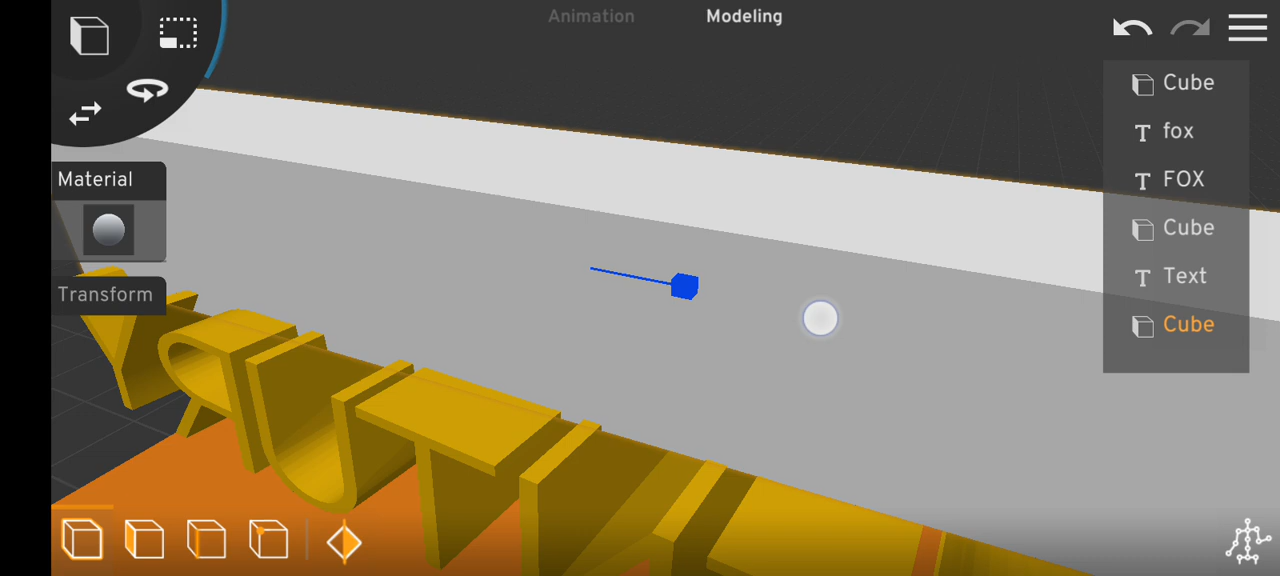 Animation
Modeling
Material
Transform
Cube
fox
FOX
Cube
Text
Cube